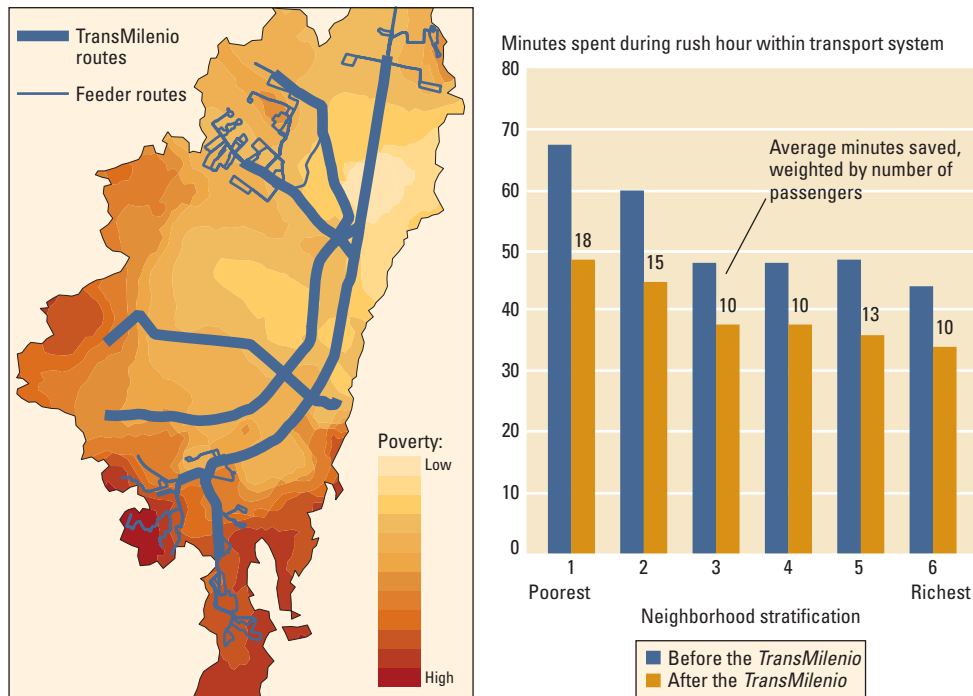 TransMilenio
routes
Feeder routes
Poverty:
Low
High
Minutes spent during rush hour within transport system
80
70
60
50
40
30
20
10
0
Average minutes saved,
weighted by number of
passengers
18
15
10
10
13
10
1
2
3
4
5
6
Poorest
Richest
Neighborhood stratification
Before the TransMilenio
After the TransMilenio